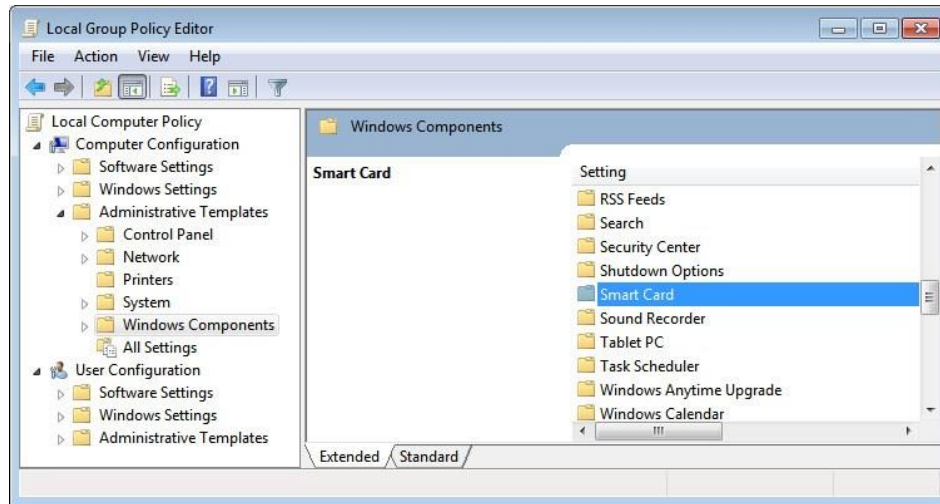 Local Group Policy Editor
File Action View Help
Local Computer Policy
Computer Configuration
Software Settings
Windows Settings
Administrative Templates
Control Panel
Network
Printers
System
Windows Components
All Settings
User Configuration
Software Settings
Windows Settings
Administrative Templates
Windows Components
Smart Card
Setting
RSS Feeds
Search
Security Center
Shutdown Options
Smart Card
Sound Recorder
Tablet PC
Task Scheduler
Windows Anytime Upgrade
Windows Calendar
Extended Standard